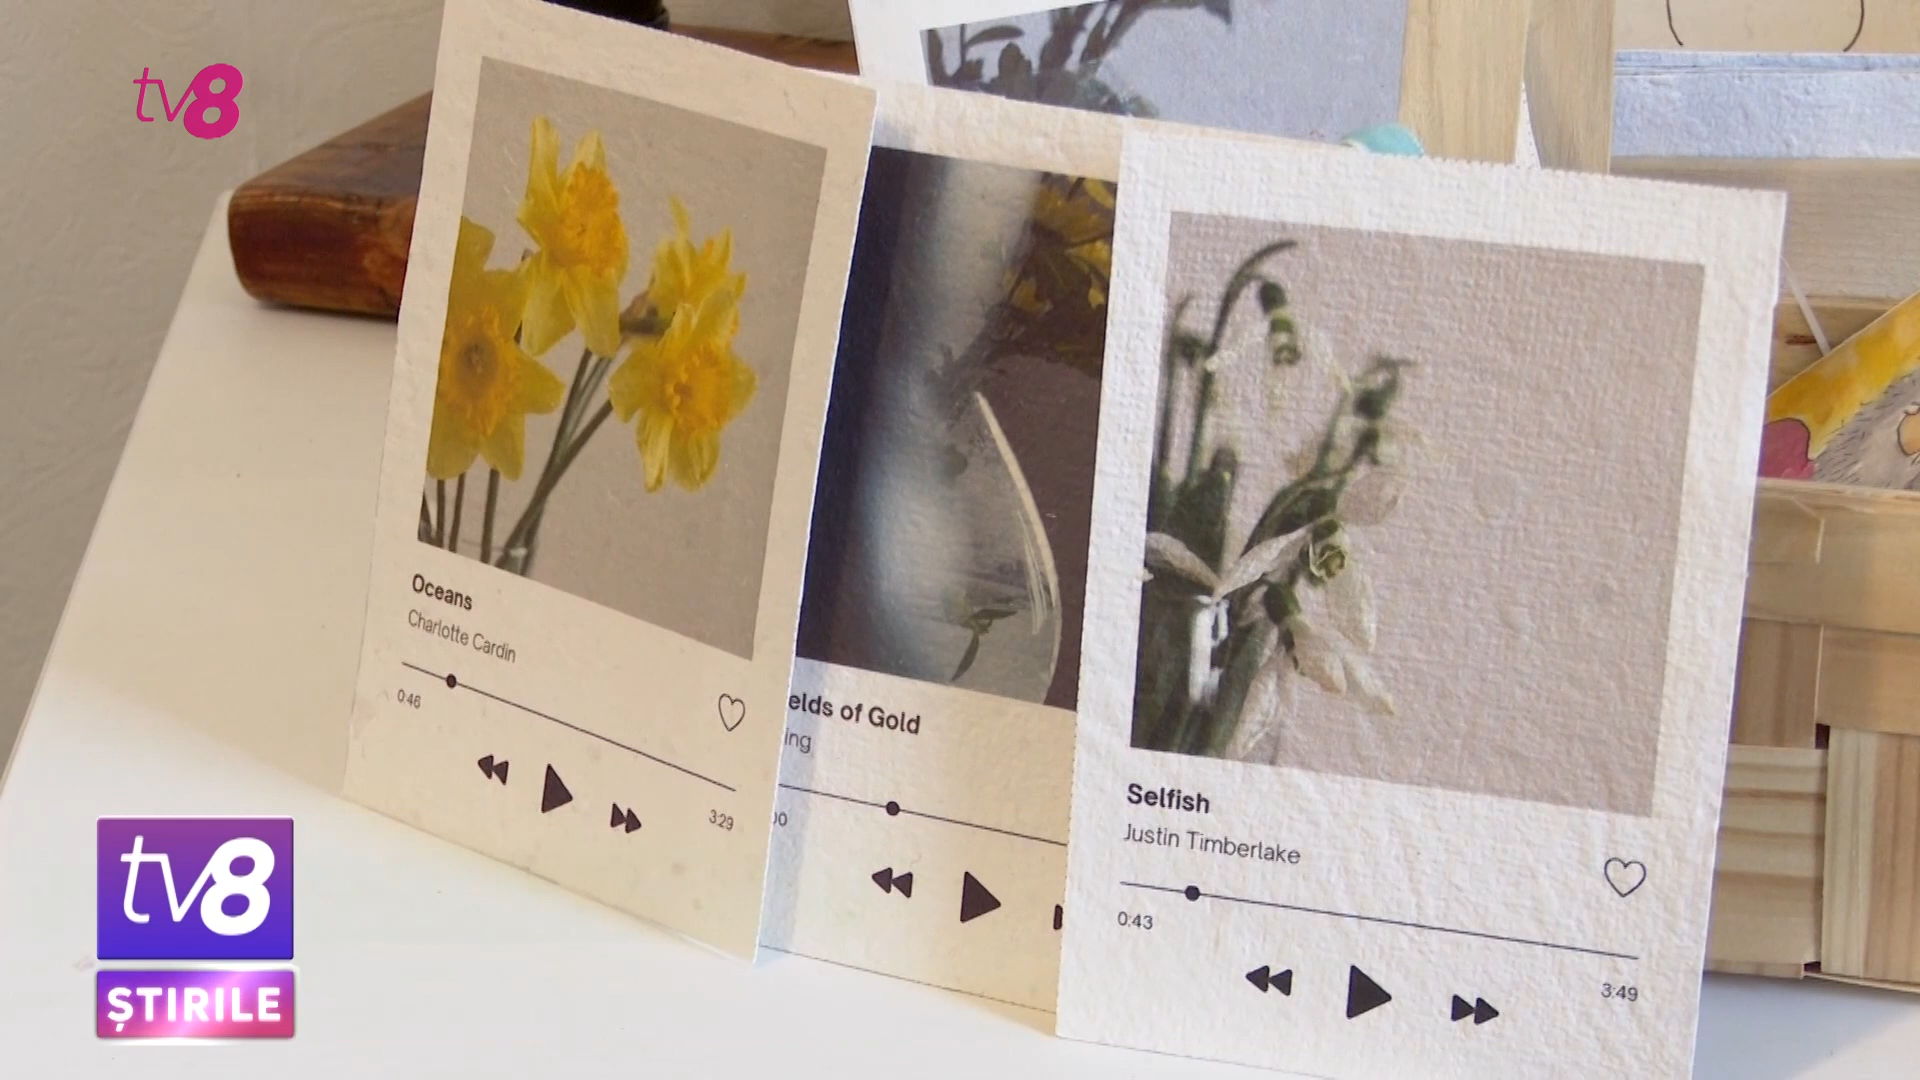 tv8
Oceans
Charlotte Cardin
0:46
3:29
elds of Gold
ing
00
Selfish
Justin Timberlake
0:43
3:49
tv8
ȘTIRILE